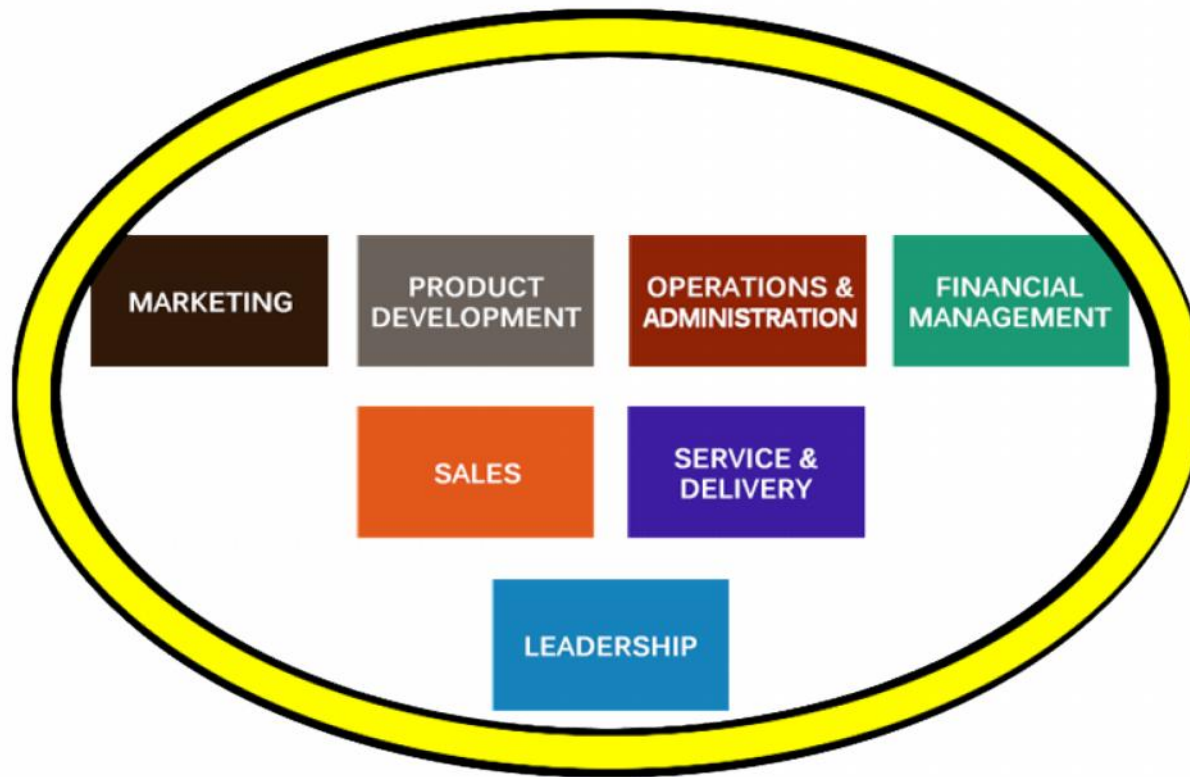 MARKETING
PRODUCT
DEVELOPMENT
OPERATIONS &
ADMINISTRATION
FINANCIAL
MANAGEMENT
SALES
SERVICE &
DELIVERY
LEADERSHIP